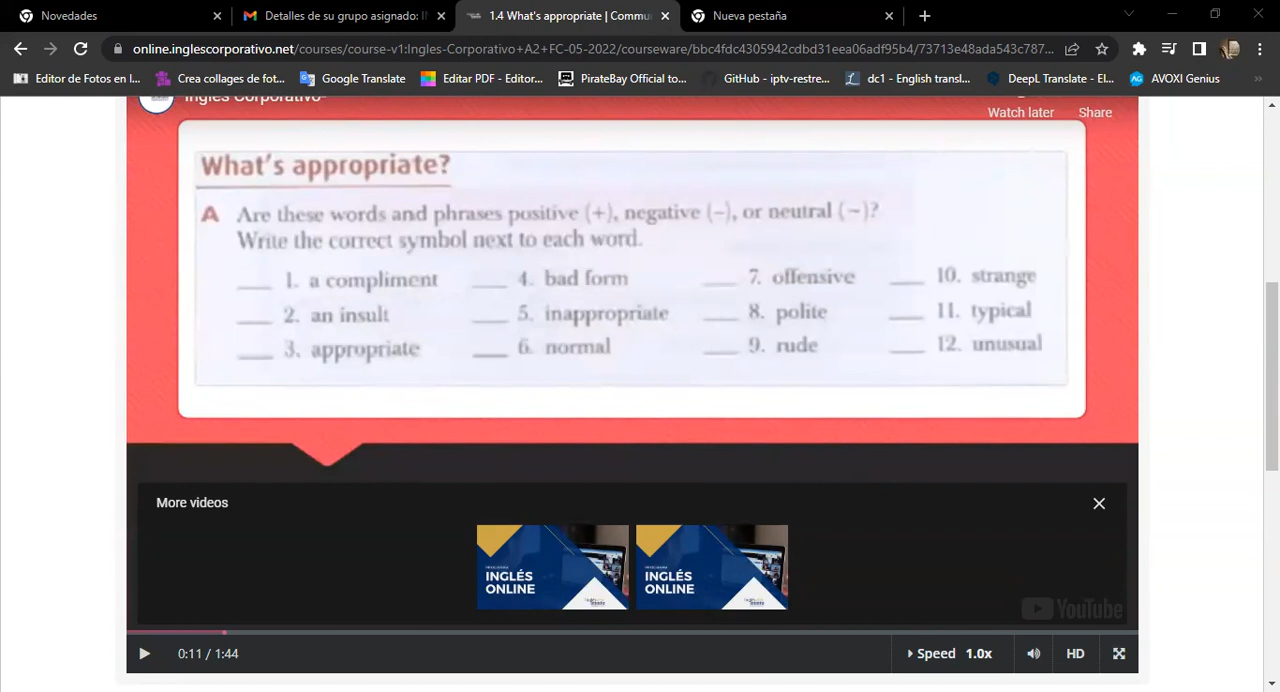 Novedades
Detalles de su grupo asignado: I
1.4 What's appropriate | Commu
Nueva pestaña
online.inglescorporativo.net/courses/course-v1:Ingles-Corporativo+A2+FC-05-2022/courseware/bbc4fdc4305942cdbd31eea06adf95b4/73713e48ada543c787...
Editor de Fotos en l...
Crea collages de fot...
Google Translate
Editar PDF - Editor...
PirateBay Official to...
GitHub - iptv-restre...
dc1 - English transl...
DeepL Translate - El...
AVOXI Genius
Inglés Corporativo
Watch later
Share
What's appropriate?
A Are these words and phrases positive (+), negative (−), or neutral (~)?
Write the correct symbol next to each word.
___ 1. a compliment ___ 4. bad form ___ 7. offensive ___ 10. strange
___ 2. an insult ___ 5. inappropriate ___ 8. polite ___ 11. typical
___ 3. appropriate ___ 6. normal ___ 9. rude ___ 12. unusual
More videos
INGLÉS
ONLINE
INGLÉS
ONLINE
YouTube
0:11 / 1:44
Speed 1.0x
HD